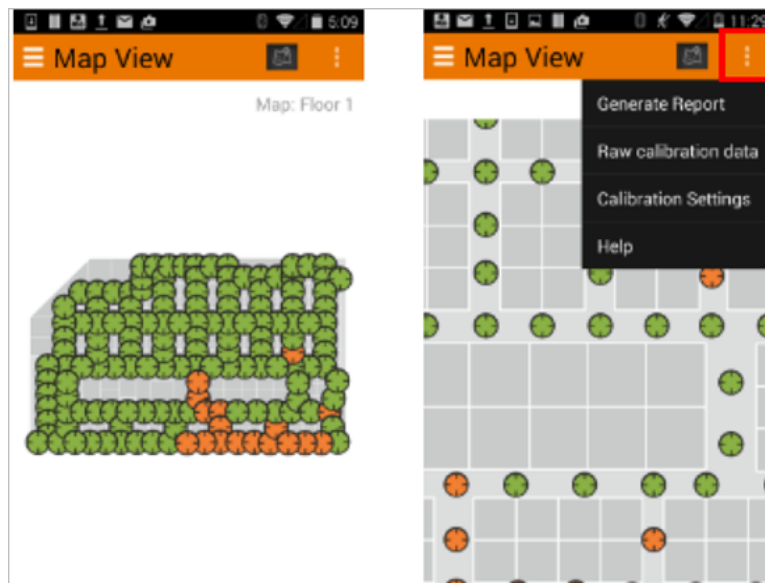 5:09
Map View
Map: Floor 1
11:29
Map View
Generate Report
Raw calibration data
Calibration Settings
Help